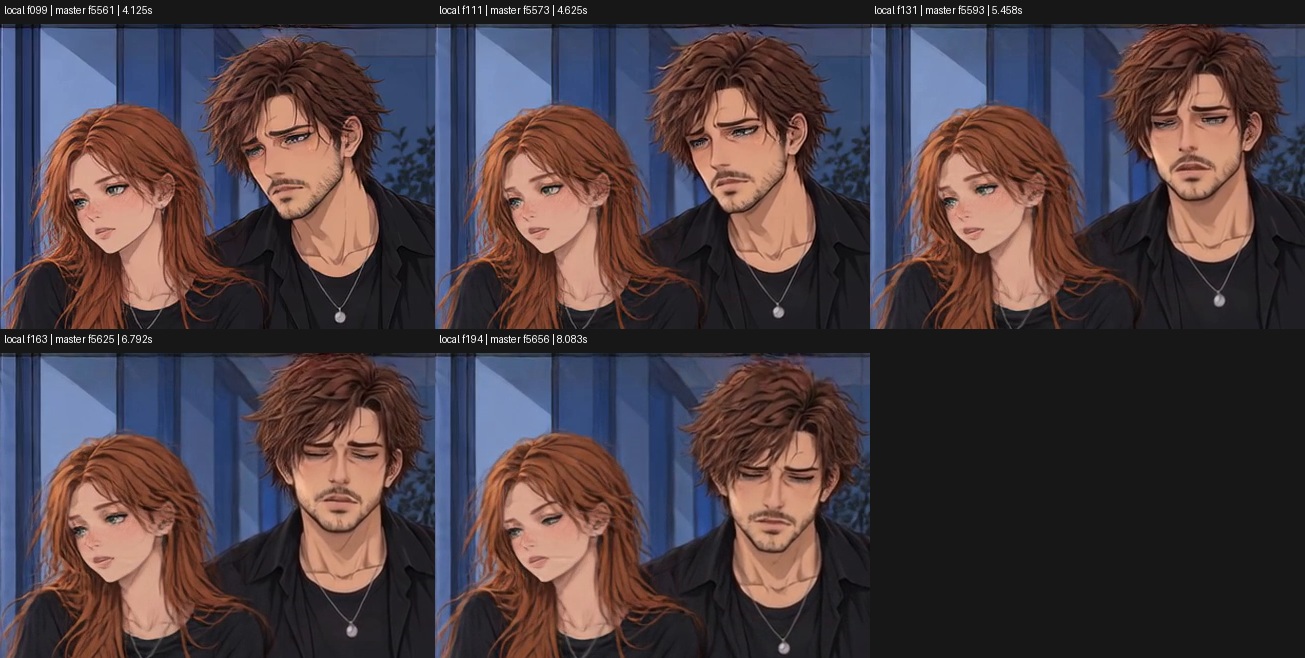 local f099 | master f5561 | 4.125s
local f111 | master f5573 | 4.625s
local f131 | master f5593 | 5.458s
local f163 | master f5625 | 6.792s
local f194 | master f5656 | 8.083s